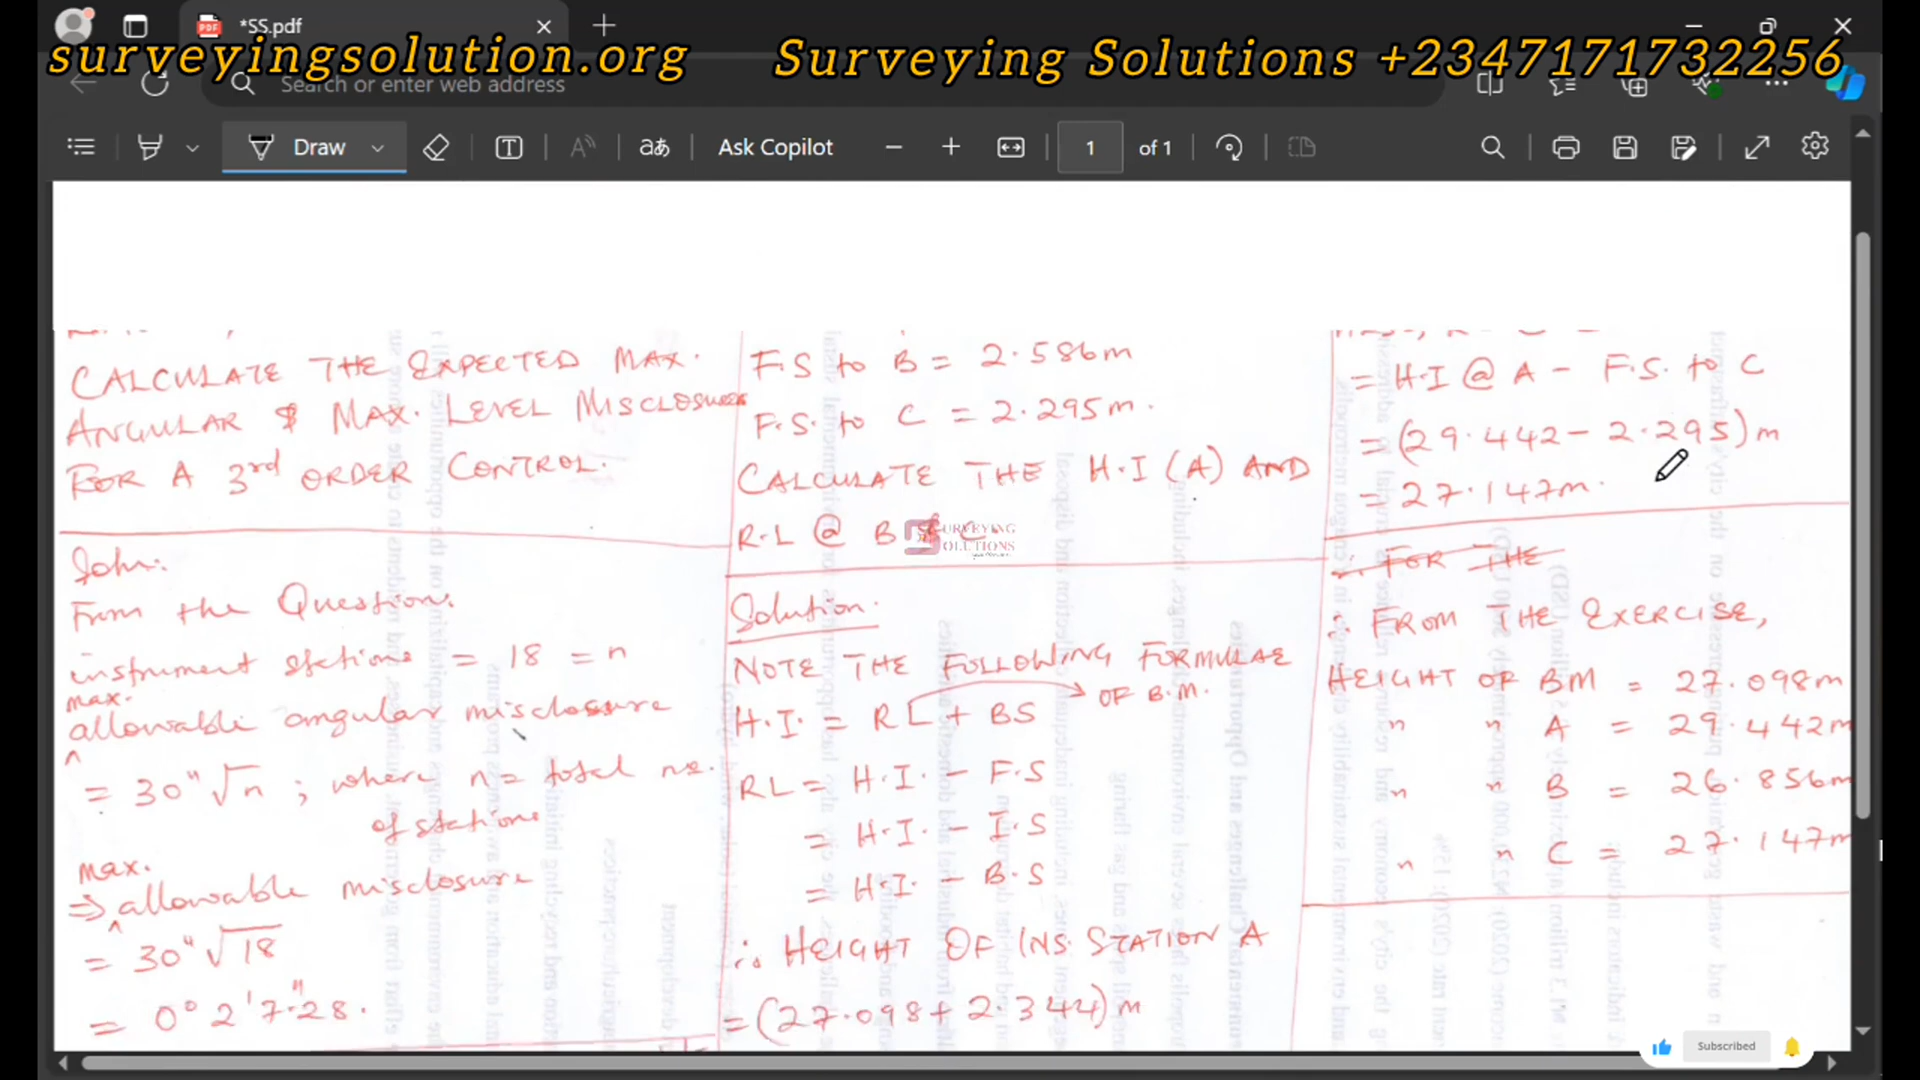 *SS.pdf
surveyingsolution.org Surveying Solutions +2347171732256
Search or enter web address
Draw
Ask Copilot
1 of 1
CALCULATE THE EXPECTED MAX.
ANGULAR & MAX. LEVEL MISCLOSURES
FOR A 3rd ORDER CONTROL.
Soln:
From the Question,
instrument stations = 18 = n
max.
allowable angular misclosure
= 30" √n ; where n = total no.
of stations
max.
⇒ allowable misclosure
= 30" √18
= 0° 2' 7.28".
F.S to B = 2.586m
F.S. to C = 2.295m.
CALCULATE THE H.I (A) AND
R.L @ B & C.
SURVEYING
SOLUTIONS
Solution.
NOTE THE FOLLOWING FORMULAE
OF B.M.
H.I. = RL + BS
RL = H.I. - F.S
= H.I. - I.S
= H.I. - B.S
∴ HEIGHT OF INS. STATION A
= (27.098 + 2.344) m
= H.I @ A - F.S. to C
= (29.442 - 2.295) m
= 27.147m.
∴ FOR THE
∴ FROM THE EXERCISE,
HEIGHT OF BM = 27.098m
" " A = 29.442m
" " B = 26.856m
" " C = 27.147m
Subscribed